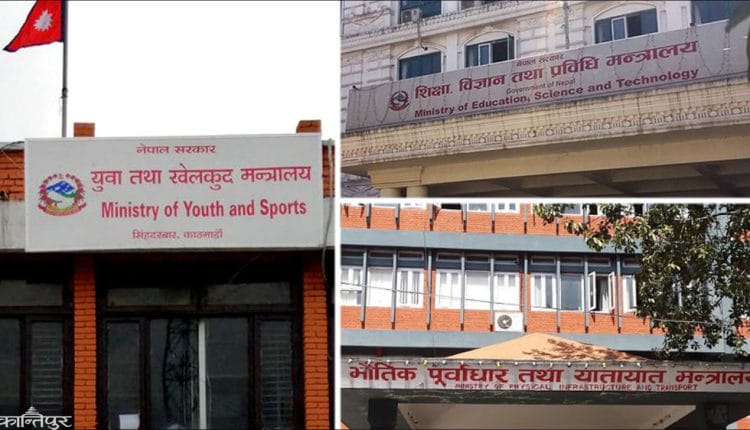 नेपाल सरकार
युवा तथा खेलकुद मन्त्रालय
Ministry of Youth and Sports
सिंहदरबार, काठमाडौं
नेपाल सरकार
शिक्षा, विज्ञान तथा प्रविधि मन्त्रालय
Government of Nepal
Ministry of Education, Science and Technology
भौतिक पूर्वाधार तथा यातायात मन्त्रालय
MINISTRY OF PHYSICAL INFRASTRUCTURE AND TRANSPORT
कान्तिपुर